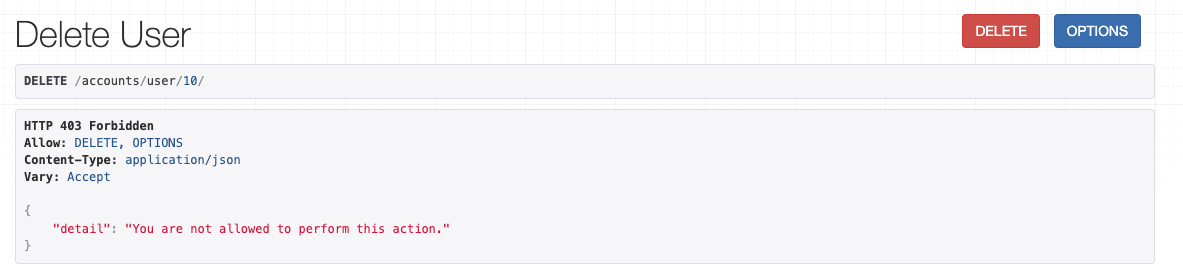 Delete User
DELETE OPTIONS
DELETE /accounts/user/10/
HTTP 403 Forbidden
Allow: DELETE, OPTIONS
Content-Type: application/json
Vary: Accept
{
    "detail": "You are not allowed to perform this action."
}